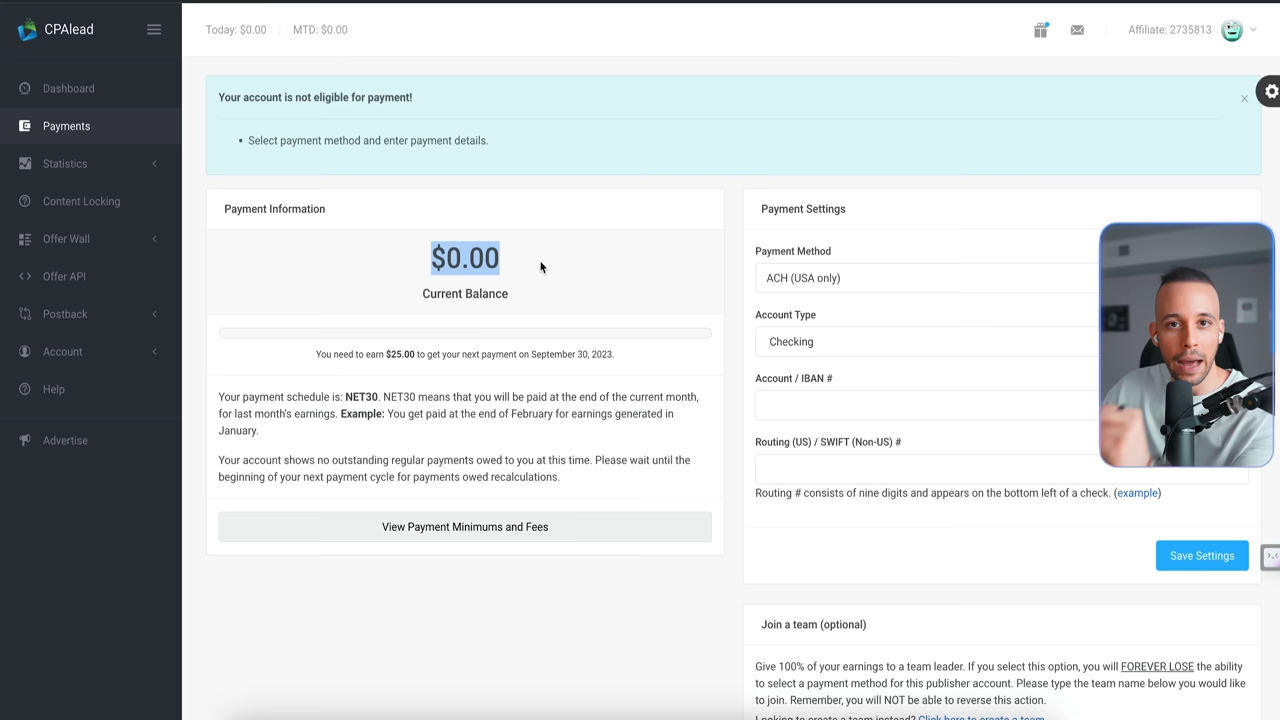 CPAlead
Today: $0.00
MTD: $0.00
Affiliate: 2735813
Dashboard
Payments
Statistics
Content Locking
Offer Wall
Offer API
Postback
Account
Help
Advertise
Your account is not eligible for payment!
• Select payment method and enter payment details.
Payment Information
$0.00
Current Balance
You need to earn $25.00 to get your next payment on September 30, 2023.
Your payment schedule is: NET30. NET30 means that you will be paid at the end of the current month,
for last month's earnings. Example: You get paid at the end of February for earnings generated in
January.
Your account shows no outstanding regular payments owed to you at this time. Please wait until the
beginning of your next payment cycle for payments owed recalculations.
View Payment Minimums and Fees
Payment Settings
Payment Method
ACH (USA only)
Account Type
Checking
Account / IBAN #
Routing (US) / SWIFT (Non-US) #
Routing # consists of nine digits and appears on the bottom left of a check. (example)
Save Settings
Join a team (optional)
Give 100% of your earnings to a team leader. If you select this option, you will FOREVER LOSE the ability
to select a payment method for this publisher account. Please type the team name below you would like
to join. Remember, you will NOT be able to reverse this action.
Looking to create a team instead? Click here to create a team